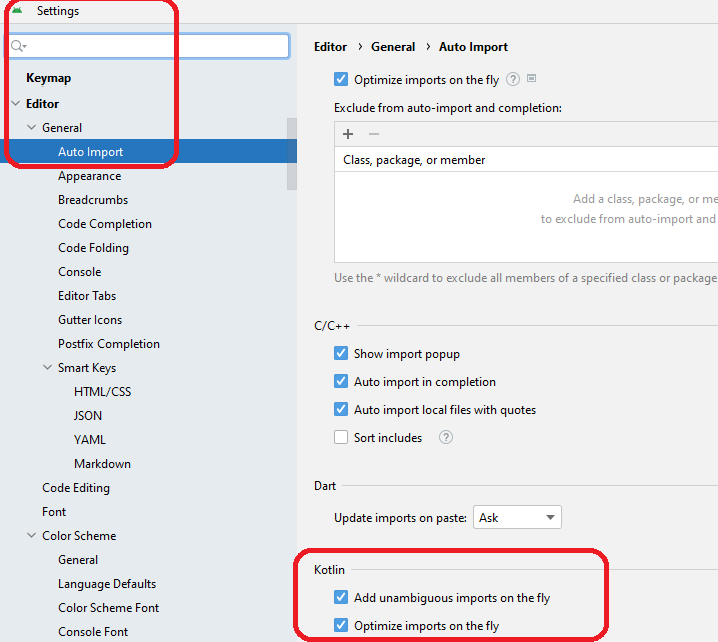 Settings
Keymap
Editor
General
Auto Import
Appearance
Breadcrumbs
Code Completion
Code Folding
Console
Editor Tabs
Gutter Icons
Postfix Completion
Smart Keys
HTML/CSS
JSON
YAML
Markdown
Code Editing
Font
Color Scheme
General
Language Defaults
Color Scheme Font
Console Font
Editor › General › Auto Import
Optimize imports on the fly ?
Exclude from auto-import and completion:
Class, package, or member
Add a class, package, or me
to exclude from auto-import and
Use the * wildcard to exclude all members of a specified class or package
C/C++
Show import popup
Auto import in completion
Auto import local files with quotes
Sort includes ?
Dart
Update imports on paste: Ask
Kotlin
Add unambiguous imports on the fly
Optimize imports on the fly